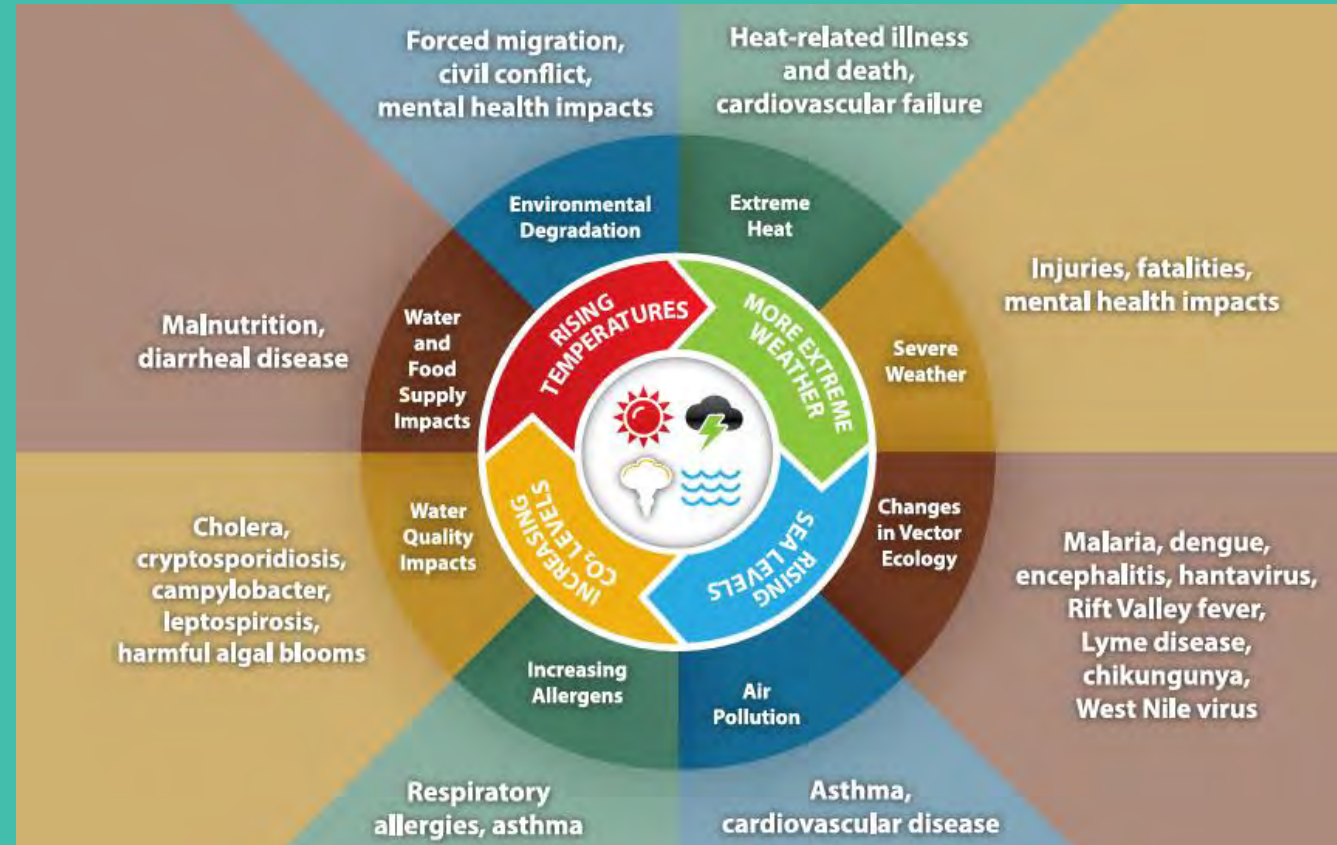 Forced migration,
civil conflict,
mental health impacts
Heat-related illness
and death,
cardiovascular failure
Environmental
Degradation
Extreme
Heat
Injuries, fatalities,
mental health impacts
Malnutrition,
diarrheal disease
Water
and
Food
Supply
Impacts
RISING
TEMPERATURES
MORE EXTREME
WEATHER
Severe
Weather
Cholera,
cryptosporidiosis,
campylobacter,
leptospirosis,
harmful algal blooms
Water
Quality
Impacts
INCREASING
CO₂ LEVELS
RISING
SEA LEVELS
Changes
in Vector
Ecology
Malaria, dengue,
encephalitis, hantavirus,
Rift Valley fever,
Lyme disease,
chikungunya,
West Nile virus
Increasing
Allergens
Air
Pollution
Respiratory
allergies, asthma
Asthma,
cardiovascular disease